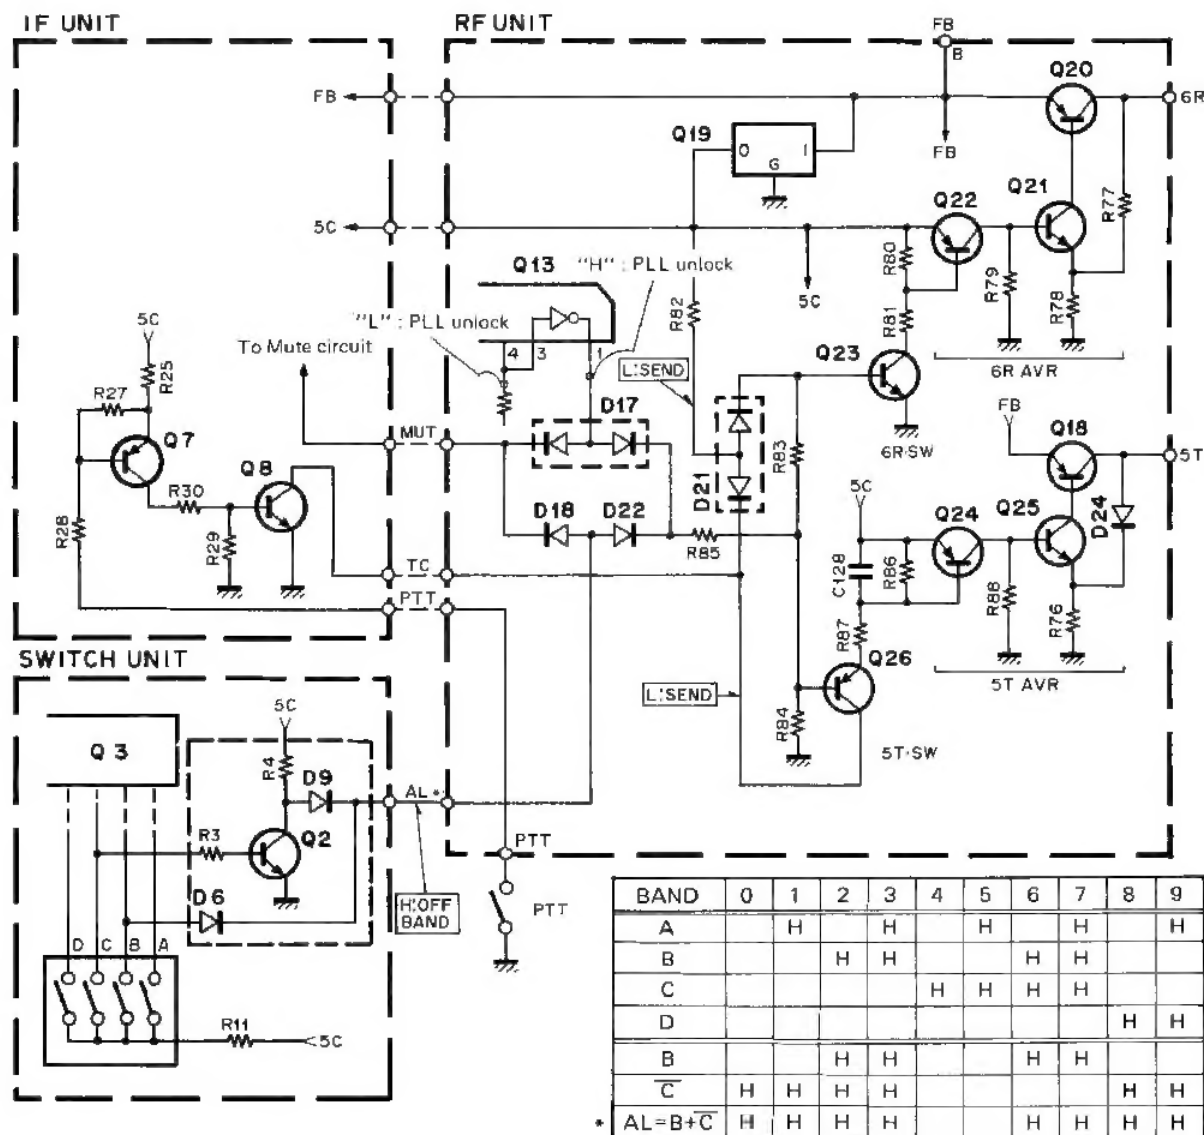 IF UNIT
RF UNIT
FB
B
Q20
FB
6R
Q19
O
I
G
FB
Q22
Q21
R77
5C
Q13
"H" : PLL unlock
R80
R79
R78
5C
R82
"L" : PLL unlock
4
3
1
R81
5C
To Mute circuit
R25
L:SEND
Q23
6R AVR
R27
D17
FB
Q18
Q7
MUT
R83
6R·SW
5T
Q8
D21
5C
R30
D18
D22
Q24
Q25
D24
R28
R29
R85
C128
R86
TC
R88
R76
PTT
R87
SWITCH UNIT
Q26
L:SEND
5T AVR
5C
R84
Q3
R4
D9
5T·SW
AL*
R3
Q2
PTT
H:OFF
BAND
PTT
D6
D C B A
R11
5C
BAND 0 1 2 3 4 5 6 7 8 9
A H H H H H
B H H H H
C H H H H
D H H
B H H H H
C̅ H H H H H H
* AL=B+C̅ H H H H H H H H